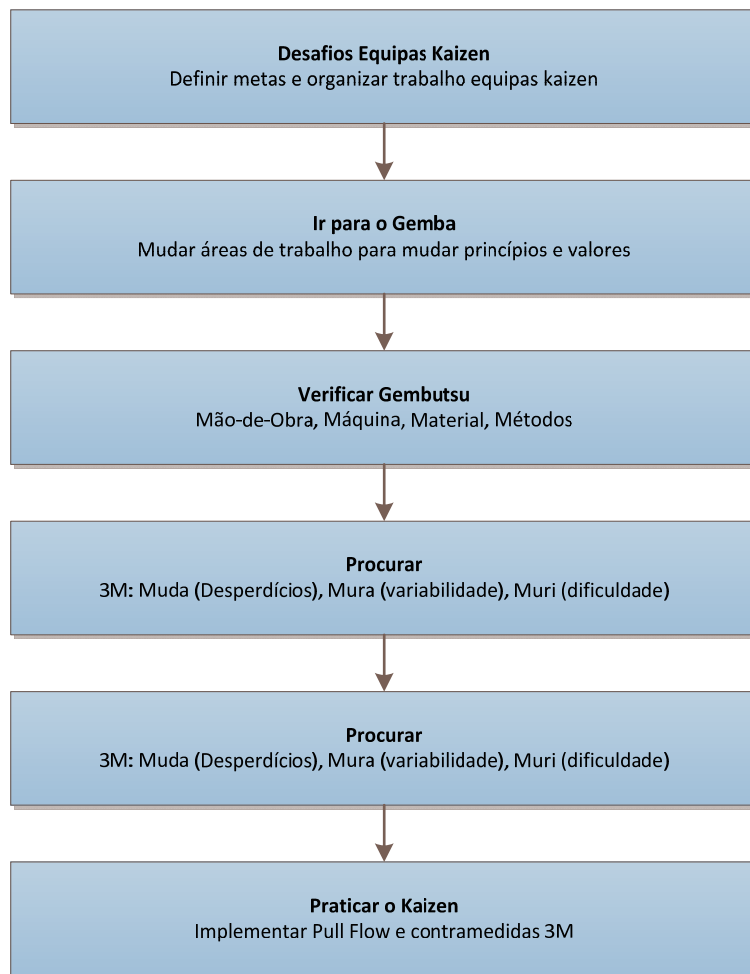 Desafios Equipas Kaizen
Definir metas e organizar trabalho equipas kaizen
Ir para o Gemba
Mudar áreas de trabalho para mudar princípios e valores
Verificar Gembutsu
Mão-de-Obra, Máquina, Material, Métodos
Procurar
3M: Muda (Desperdícios), Mura (variabilidade), Muri (dificuldade)
Procurar
3M: Muda (Desperdícios), Mura (variabilidade), Muri (dificuldade)
Praticar o Kaizen
Implementar Pull Flow e contramedidas 3M